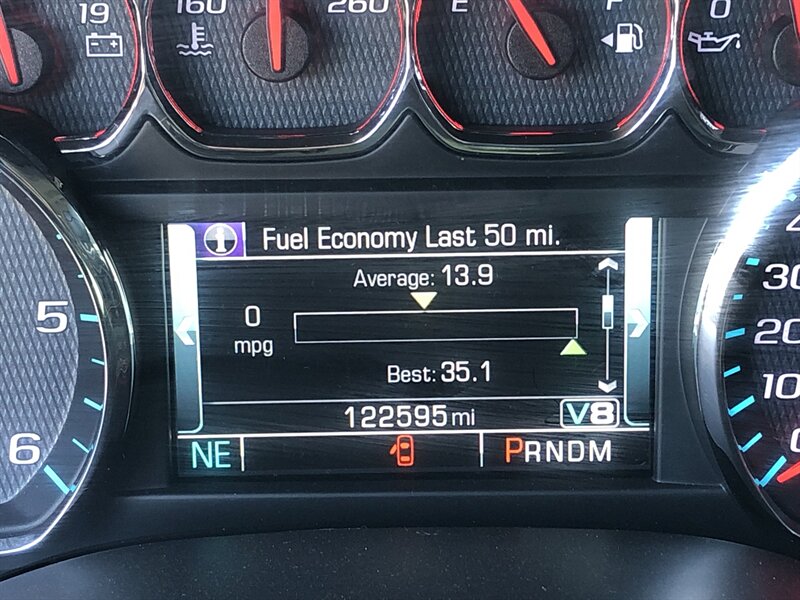 19
160
260
E
F
0
Fuel Economy Last 50 mi.
Average: 13.9
0
mpg
Best: 35.1
122595 mi
V8
NE
PRNDM
5
6
30
20
10